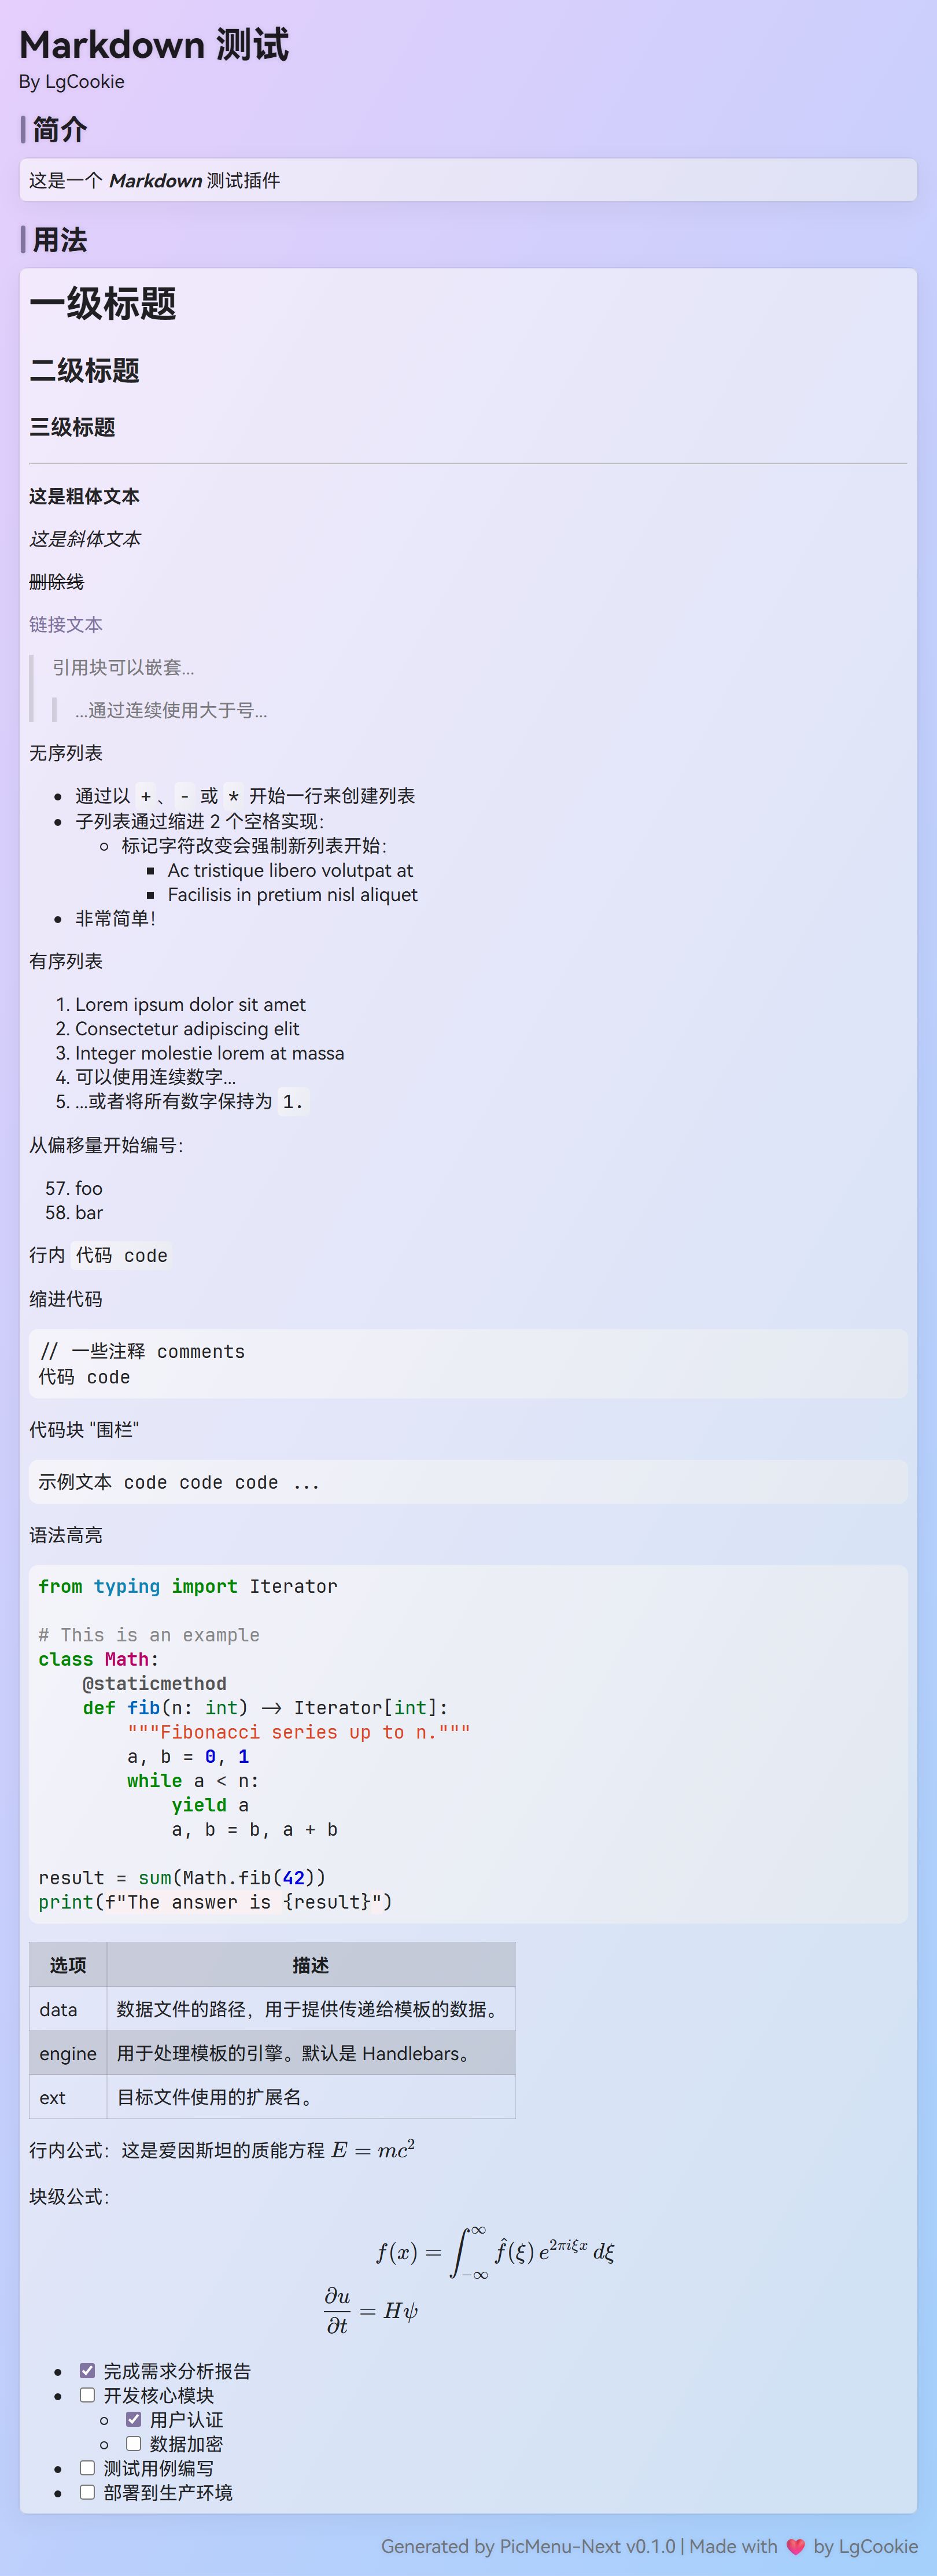 Markdown 测试
By LgCookie
简介
这是一个 Markdown 测试插件
用法
一级标题
二级标题
三级标题
这是粗体文本
这是斜体文本
删除线
链接文本
引用块可以嵌套...
...通过连续使用大于号...
无序列表
通过以 + 、 - 或 * 开始一行来创建列表
子列表通过缩进 2 个空格实现：
标记字符改变会强制新列表开始：
Ac tristique libero volutpat at
Facilisis in pretium nisl aliquet
非常简单！
有序列表
1. Lorem ipsum dolor sit amet
2. Consectetur adipiscing elit
3. Integer molestie lorem at massa
4. 可以使用连续数字...
5. ...或者将所有数字保持为 1.
从偏移量开始编号：
57. foo
58. bar
行内 代码 code
缩进代码
// 一些注释 comments
代码 code
代码块 "围栏"
示例文本 code code code ...
语法高亮
from typing import Iterator
# This is an example
class Math:
    @staticmethod
    def fib(n: int) -> Iterator[int]:
        """Fibonacci series up to n."""
        a, b = 0, 1
        while a < n:
            yield a
            a, b = b, a + b
result = sum(Math.fib(42))
print(f"The answer is {result}")
选项 描述
data 数据文件的路径，用于提供传递给模板的数据。
engine 用于处理模板的引擎。默认是 Handlebars。
ext 目标文件使用的扩展名。
行内公式：这是爱因斯坦的质能方程 E = mc²
块级公式：
f(x) = ∫_{-∞}^{∞} f̂(ξ) e^{2πiξx} dξ
∂u/∂t = Hψ
完成需求分析报告
开发核心模块
用户认证
数据加密
测试用例编写
部署到生产环境
Generated by PicMenu-Next v0.1.0 | Made with ❤️ by LgCookie